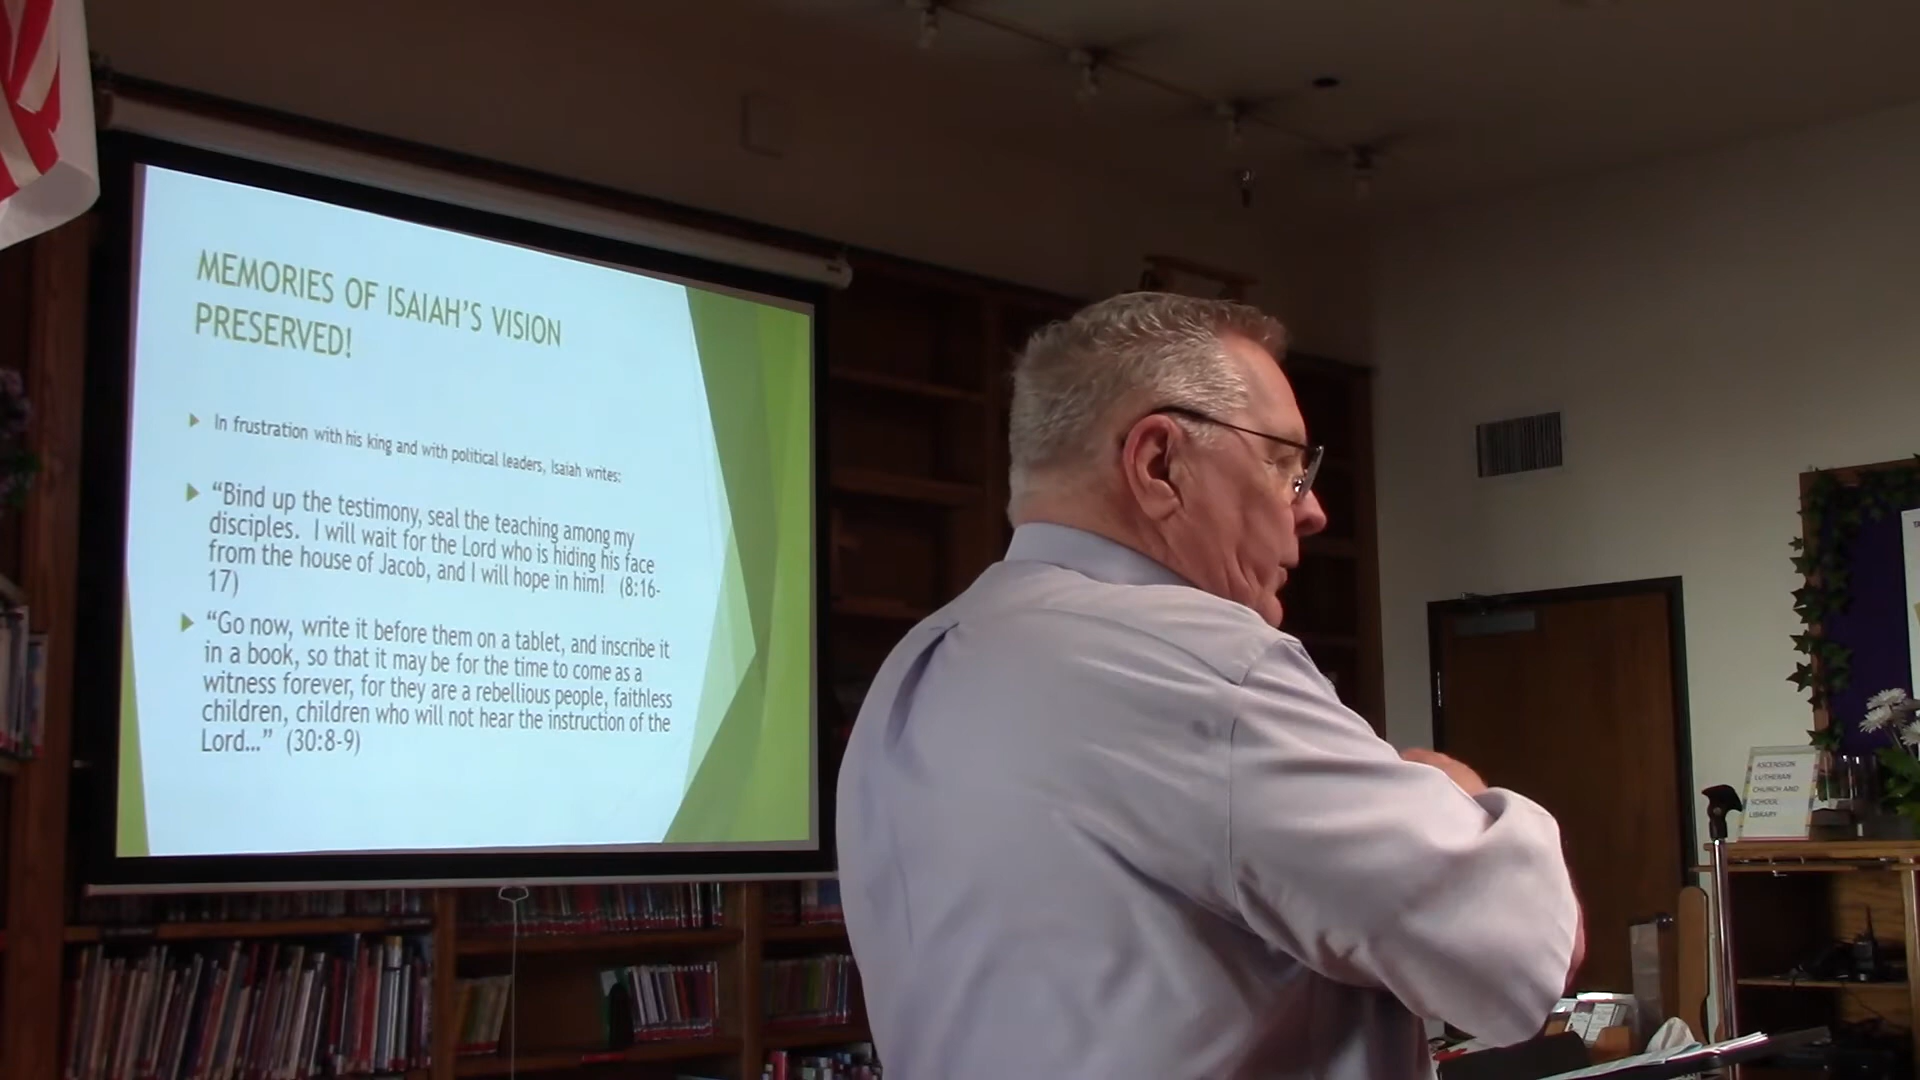 MEMORIES OF ISAIAH'S VISION
PRESERVED!
In frustration with his king and with political leaders, Isaiah writes:
"Bind up the testimony, seal the teaching among my
disciples. I will wait for the Lord who is hiding his face
from the house of Jacob, and I will hope in him! (8:16-
17)
"Go now, write it before them on a tablet, and inscribe it
in a book, so that it may be for the time to come as a
witness forever, for they are a rebellious people, faithless
children, children who will not hear the instruction of the
Lord..." (30:8-9)
ASCENSION
LUTHERAN
CHURCH AND
SCHOOL
LIBRARY